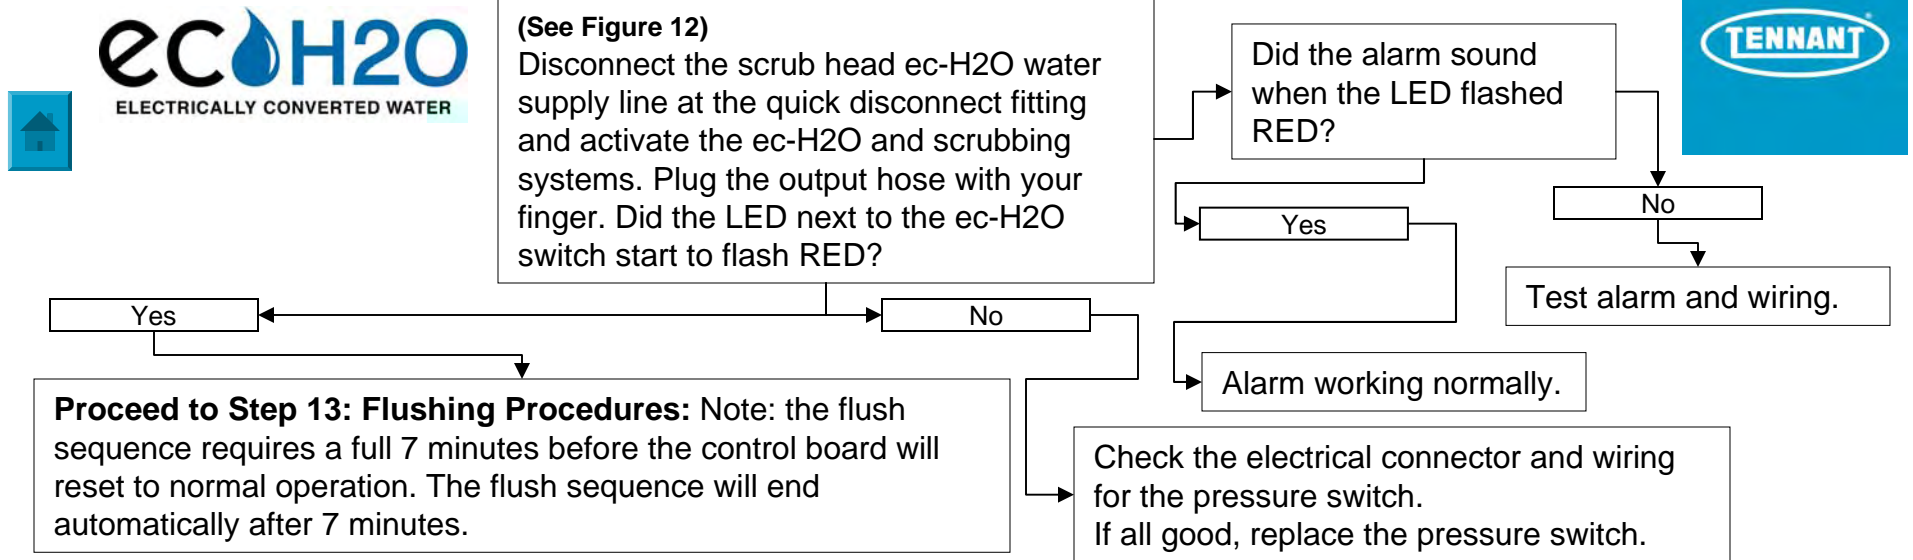 ecH2O
ELECTRICALLY CONVERTED WATER
(See Figure 12)
Disconnect the scrub head ec-H2O water
supply line at the quick disconnect fitting
and activate the ec-H2O and scrubbing
systems. Plug the output hose with your
finger. Did the LED next to the ec-H2O
switch start to flash RED?
Did the alarm sound
when the LED flashed
RED?
TENNANT
No
Yes
Test alarm and wiring.
Yes
No
Alarm working normally.
Proceed to Step 13: Flushing Procedures: Note: the flush
sequence requires a full 7 minutes before the control board will
reset to normal operation. The flush sequence will end
automatically after 7 minutes.
Check the electrical connector and wiring
for the pressure switch.
If all good, replace the pressure switch.